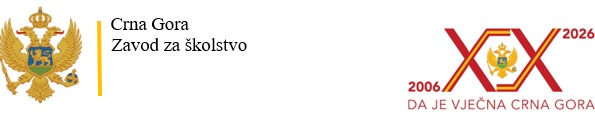 Crna Gora
Zavod za školstvo
2006
2026
DA JE VJEČNA CRNA GORA